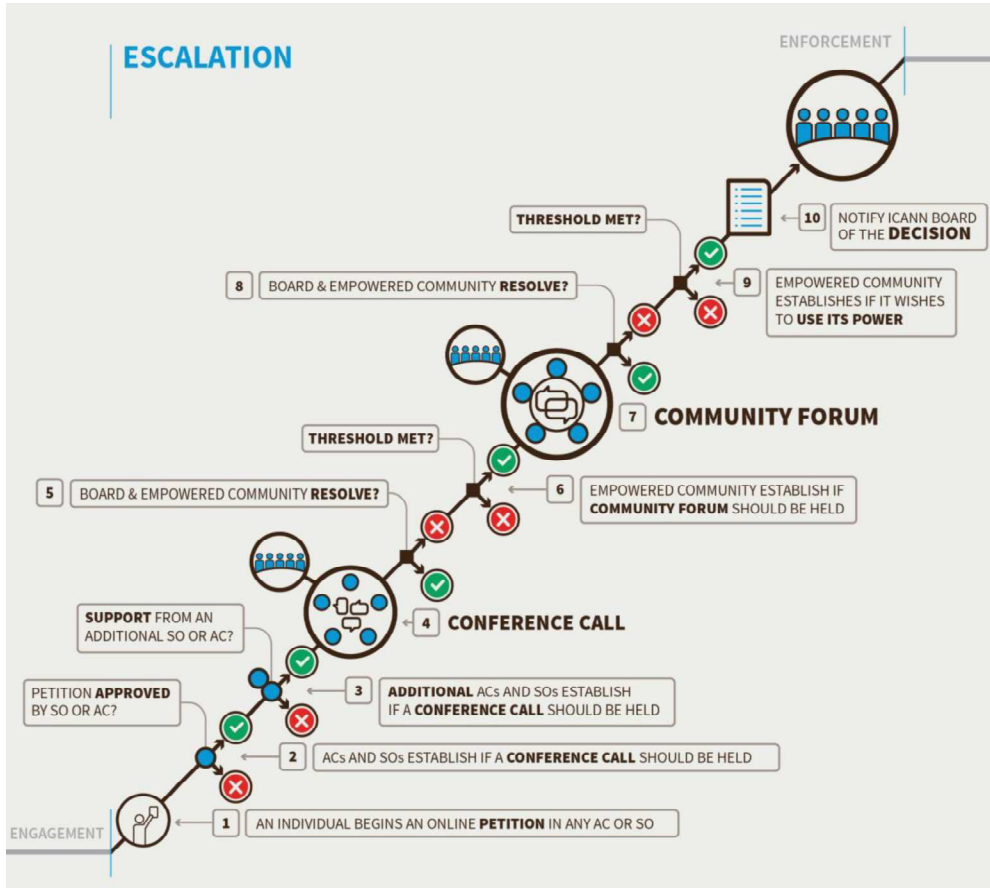 ESCALATION
ENFORCEMENT
10
NOTIFY ICANN BOARD
OF THE DECISION
THRESHOLD MET?
8
BOARD & EMPOWERED COMMUNITY RESOLVE?
9
EMPOWERED COMMUNITY
ESTABLISHES IF IT WISHES
TO USE ITS POWER
7
COMMUNITY FORUM
THRESHOLD MET?
5
BOARD & EMPOWERED COMMUNITY RESOLVE?
6
EMPOWERED COMMUNITY ESTABLISH IF
COMMUNITY FORUM SHOULD BE HELD
SUPPORT FROM AN
ADDITIONAL SO OR AC?
4
CONFERENCE CALL
PETITION APPROVED
BY SO OR AC?
3
ADDITIONAL ACs AND SOs ESTABLISH
IF A CONFERENCE CALL SHOULD BE HELD
2
ACs AND SOs ESTABLISH IF A CONFERENCE CALL SHOULD BE HELD
ENGAGEMENT
1
AN INDIVIDUAL BEGINS AN ONLINE PETITION IN ANY AC OR SO